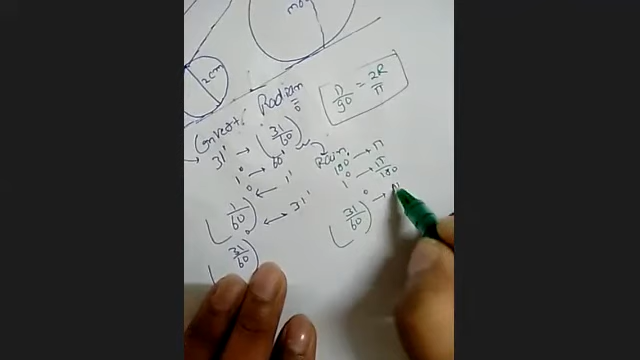 2cm
Convert Radian
D/90 = 2R/π
31' → (31/60)°
1° → 60'
1° ← 1'
(1/60)° ↔ 31'
(31/60)°
180° → π
1° → π/180
(31/60)° → π